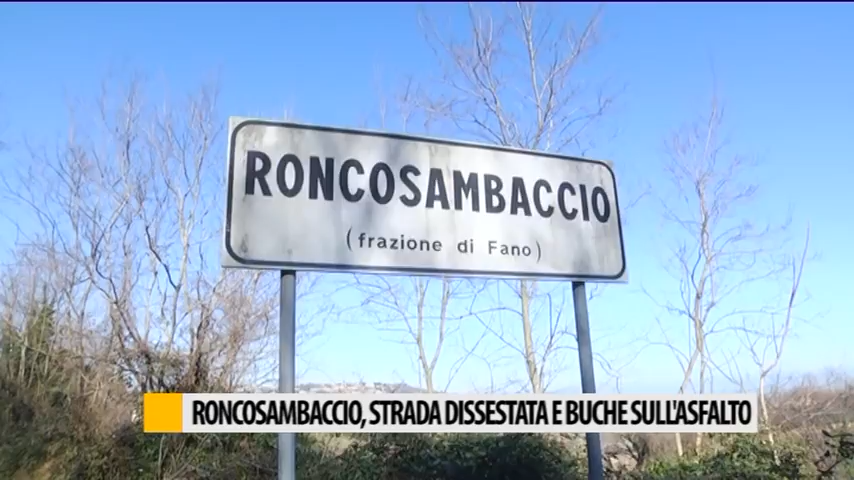 RONCOSAMBACCIO
(frazione di Fano)
RONCOSAMBACCIO, STRADA DISSESTATA E BUCHE SULL'ASFALTO